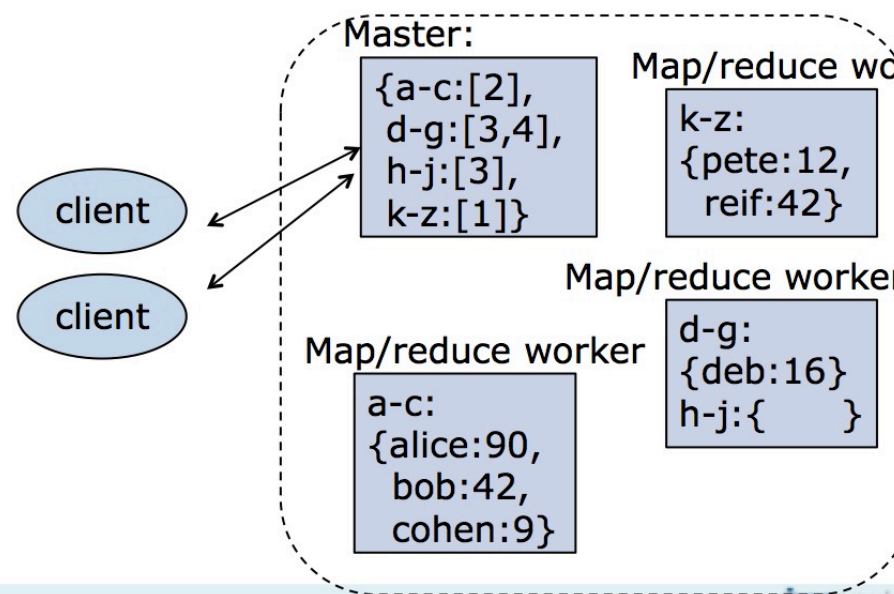 Master:
{a-c:[2],
d-g:[3,4],
h-j:[3],
k-z:[1]}
Map/reduce wo
k-z:
{pete:12,
reif:42}
client
client
Map/reduce worker
d-g:
{deb:16}
h-j:{ }
Map/reduce worker
a-c:
{alice:90,
bob:42,
cohen:9}